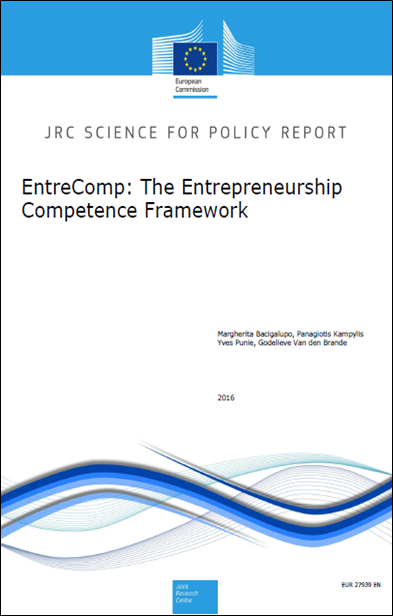 European
Commission
JRC SCIENCE FOR POLICY REPORT
EntreComp: The Entrepreneurship
Competence Framework
Margherita Bacigalupo, Panagiotis Kampylis
Yves Punie, Godelieve Van den Brande
2016
EUR 27939 EN
Joint
Research
Centre